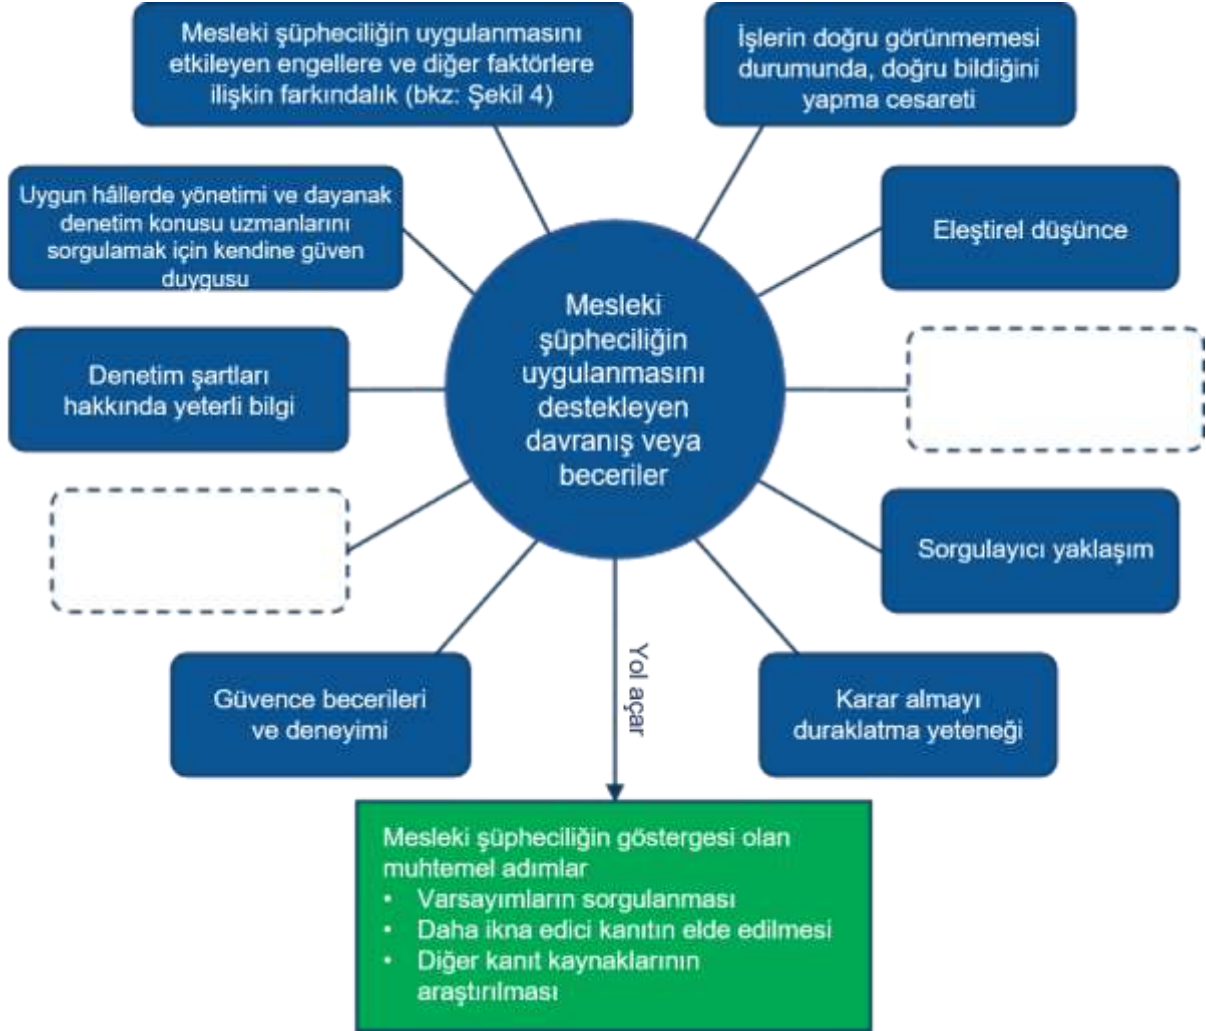 Mesleki şüpheciliğin uygulanmasını
etkileyen engellere ve diğer faktörlere
ilişkin farkındalık (bkz: Şekil 4)
İşlerin doğru görünmemesi
durumunda, doğru bildiğini
yapma cesareti
Uygun hâllerde yönetimi ve dayanak
denetim konusu uzmanlarını
sorgulamak için kendine güven
duygusu
Eleştirel düşünce
Mesleki
şüpheciliğin
uygulanmasını
destekleyen
davranış veya
beceriler
Denetim şartları
hakkında yeterli bilgi
Sorgulayıcı yaklaşım
Güvence becerileri
ve deneyimi
Yol açar
Karar almayı
duraklatma yeteneği
Mesleki şüpheciliğin göstergesi olan
muhtemel adımlar
• Varsayımların sorgulanması
• Daha ikna edici kanıtın elde edilmesi
• Diğer kanıt kaynaklarının
araştırılması